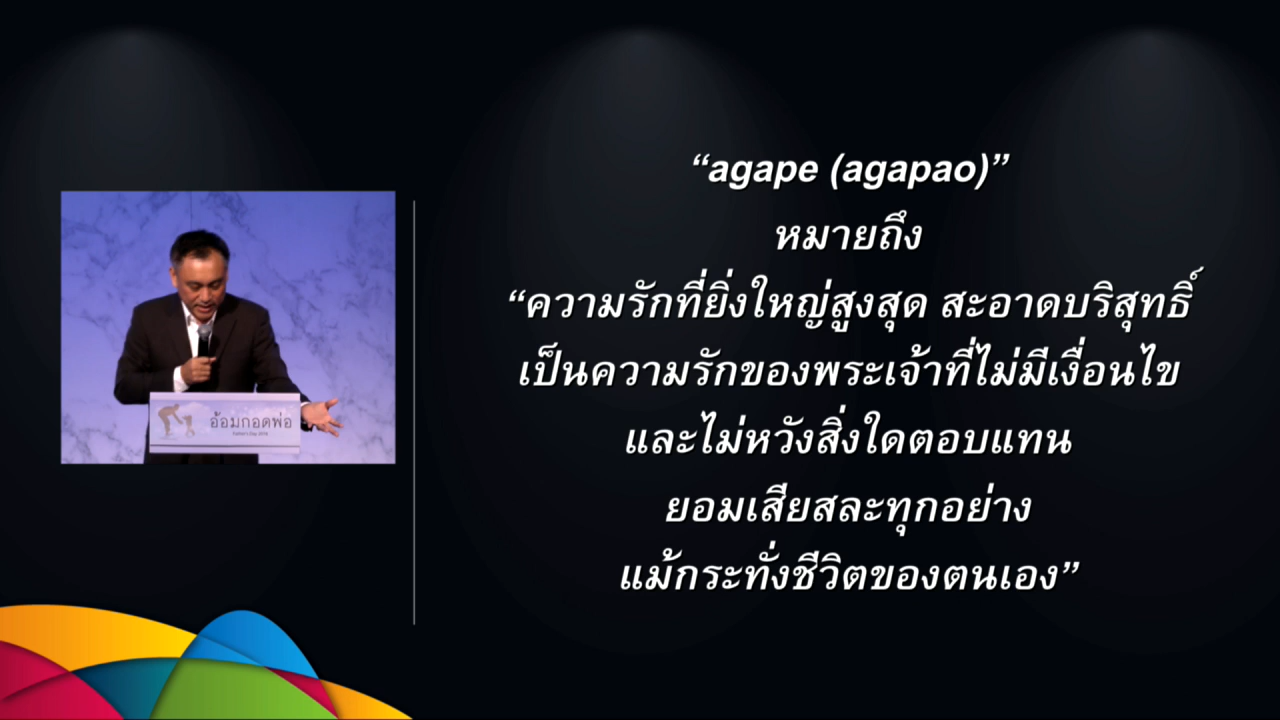 “agape (agapao)”
หมายถึง
“ความรักที่ยิ่งใหญ่สูงสุด สะอาดบริสุทธิ์
เป็นความรักของพระเจ้าที่ไม่มีเงื่อนไข
และไม่หวังสิ่งใดตอบแทน
ยอมเสียสละทุกอย่าง
แม้กระทั่งชีวิตของตนเอง”
อ้อมกอดพ่อ
Father's Day